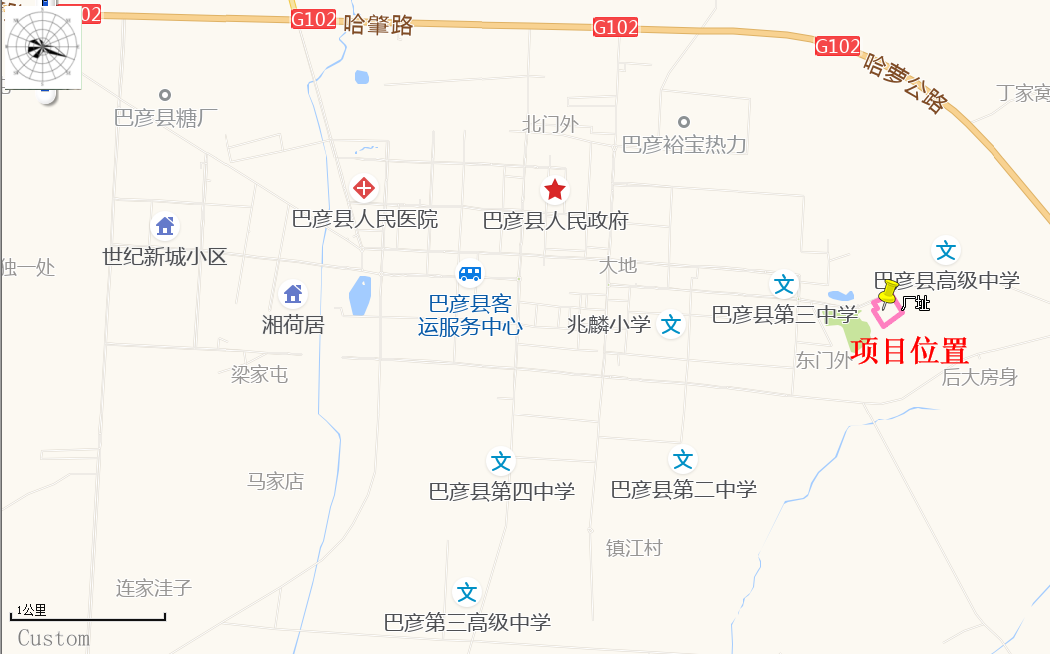 02
G102
哈肇路
G102
G102
哈萝公路
丁家窝
巴彦县糖厂
北门外
巴彦裕宝热力
巴彦县人民医院
巴彦县人民政府
世纪新城小区
独一处
大地
巴彦县高级中学
厂址
巴彦县客
运服务中心
湘荷居
兆麟小学
巴彦县第三中学
项目位置
东门外
梁家屯
后大房身
马家店
巴彦县第四中学
巴彦县第二中学
镇江村
连家洼子
巴彦县第三高级中学
1公里
Custom